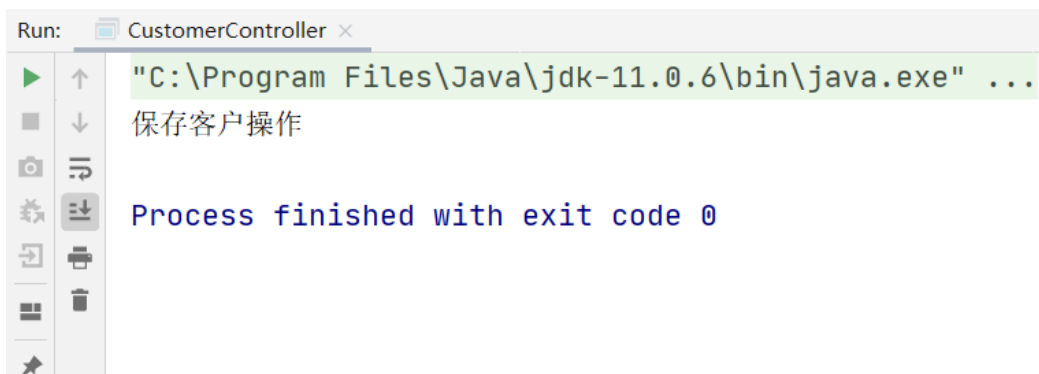 Run: CustomerController
"C:\Program Files\Java\jdk-11.0.6\bin\java.exe" ...
保存客户操作
Process finished with exit code 0